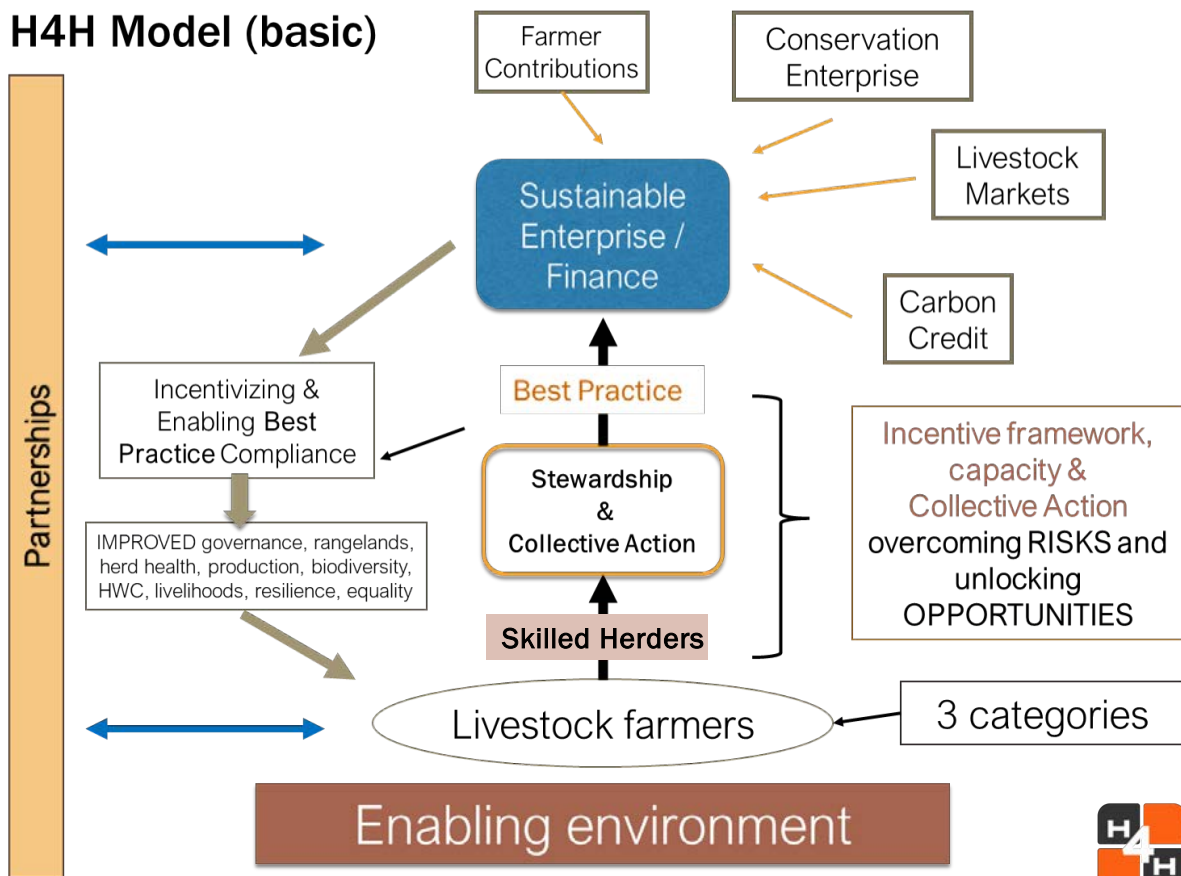 H4H Model (basic)
Farmer
Contributions
Conservation
Enterprise
Livestock
Markets
Carbon
Credit
Sustainable
Enterprise /
Finance
Partnerships
Incentivizing &
Enabling Best
Practice Compliance
Best Practice
Stewardship
&
Collective Action
Incentive framework,
capacity &
Collective Action
overcoming RISKS and
unlocking
OPPORTUNITIES
IMPROVED governance, rangelands,
herd health, production, biodiversity,
HWC, livelihoods, resilience, equality
Skilled Herders
Livestock farmers
3 categories
Enabling environment
H
4
H